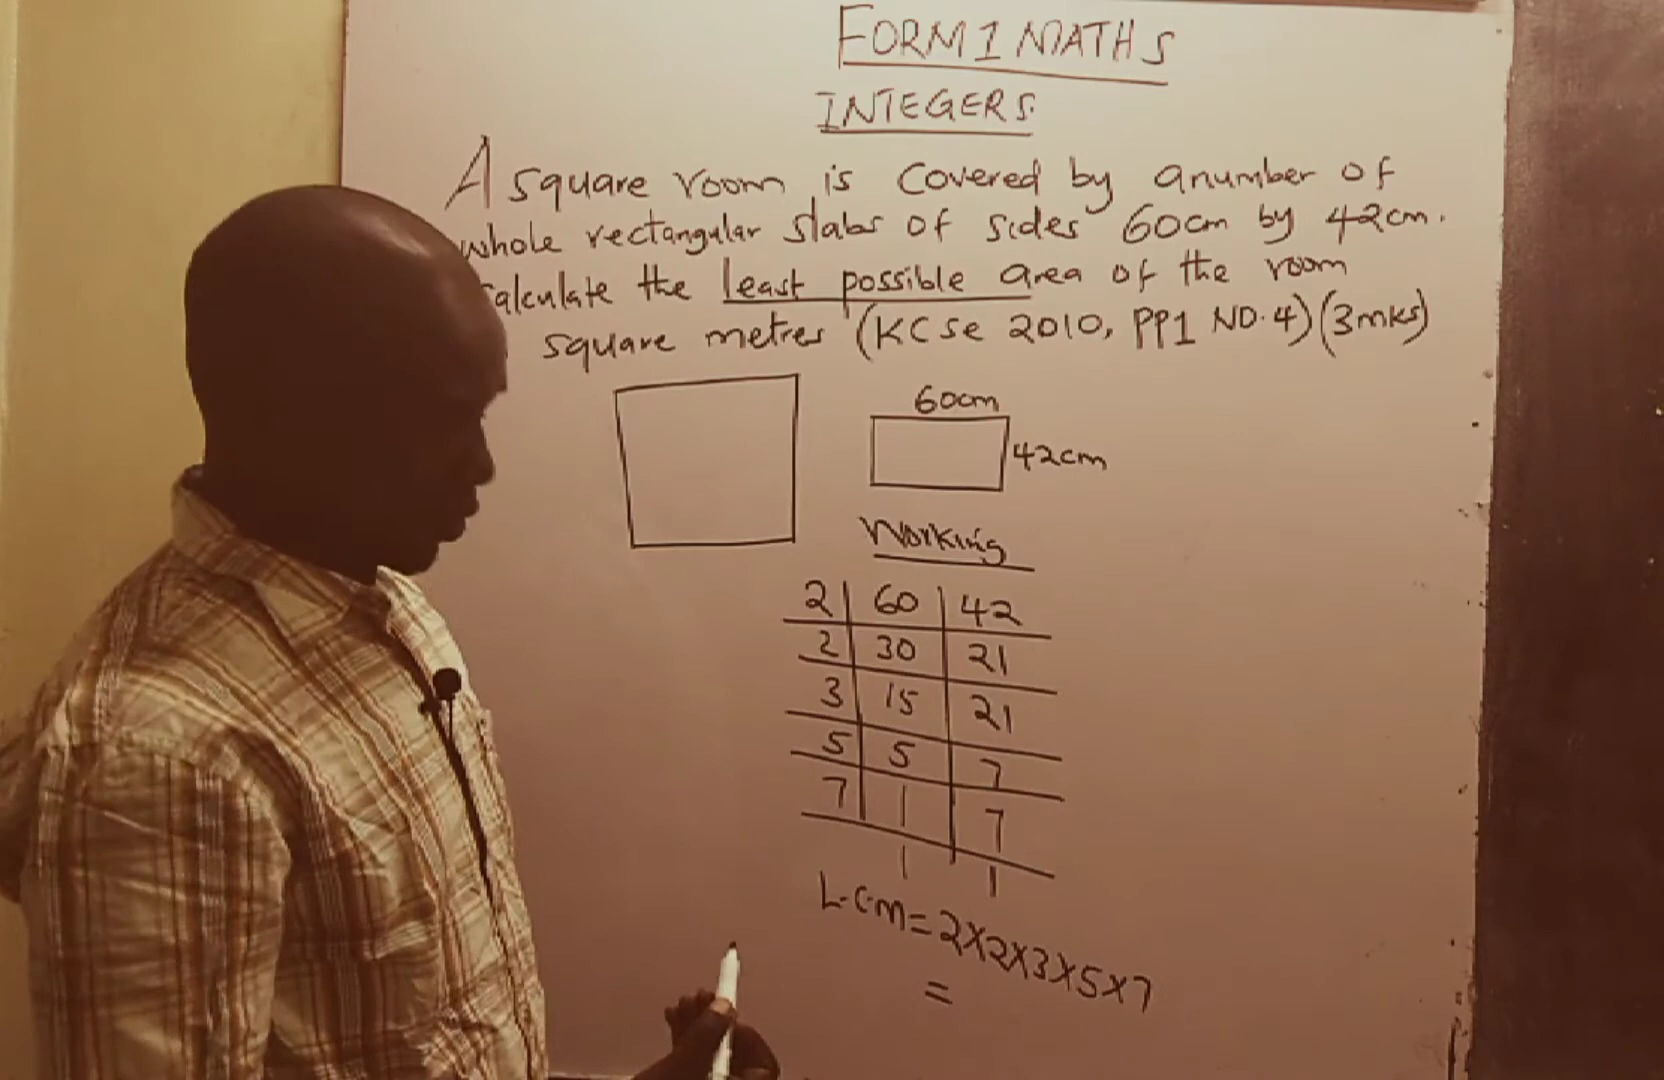 FORM 1 MATHS
INTEGERS.
A square room is covered by anumber of
whole rectangular slabs of sides 60cm by 42cm.
alculate the least possible area of the room
square metres (KCSe 2010, PP1 NO.4)(3mks)
60cm
42cm
Working
2 60 42
2 30 21
3 15 21
5 5 7
7 1 7
1 1
L.C.M = 2X2X3X5X7
=